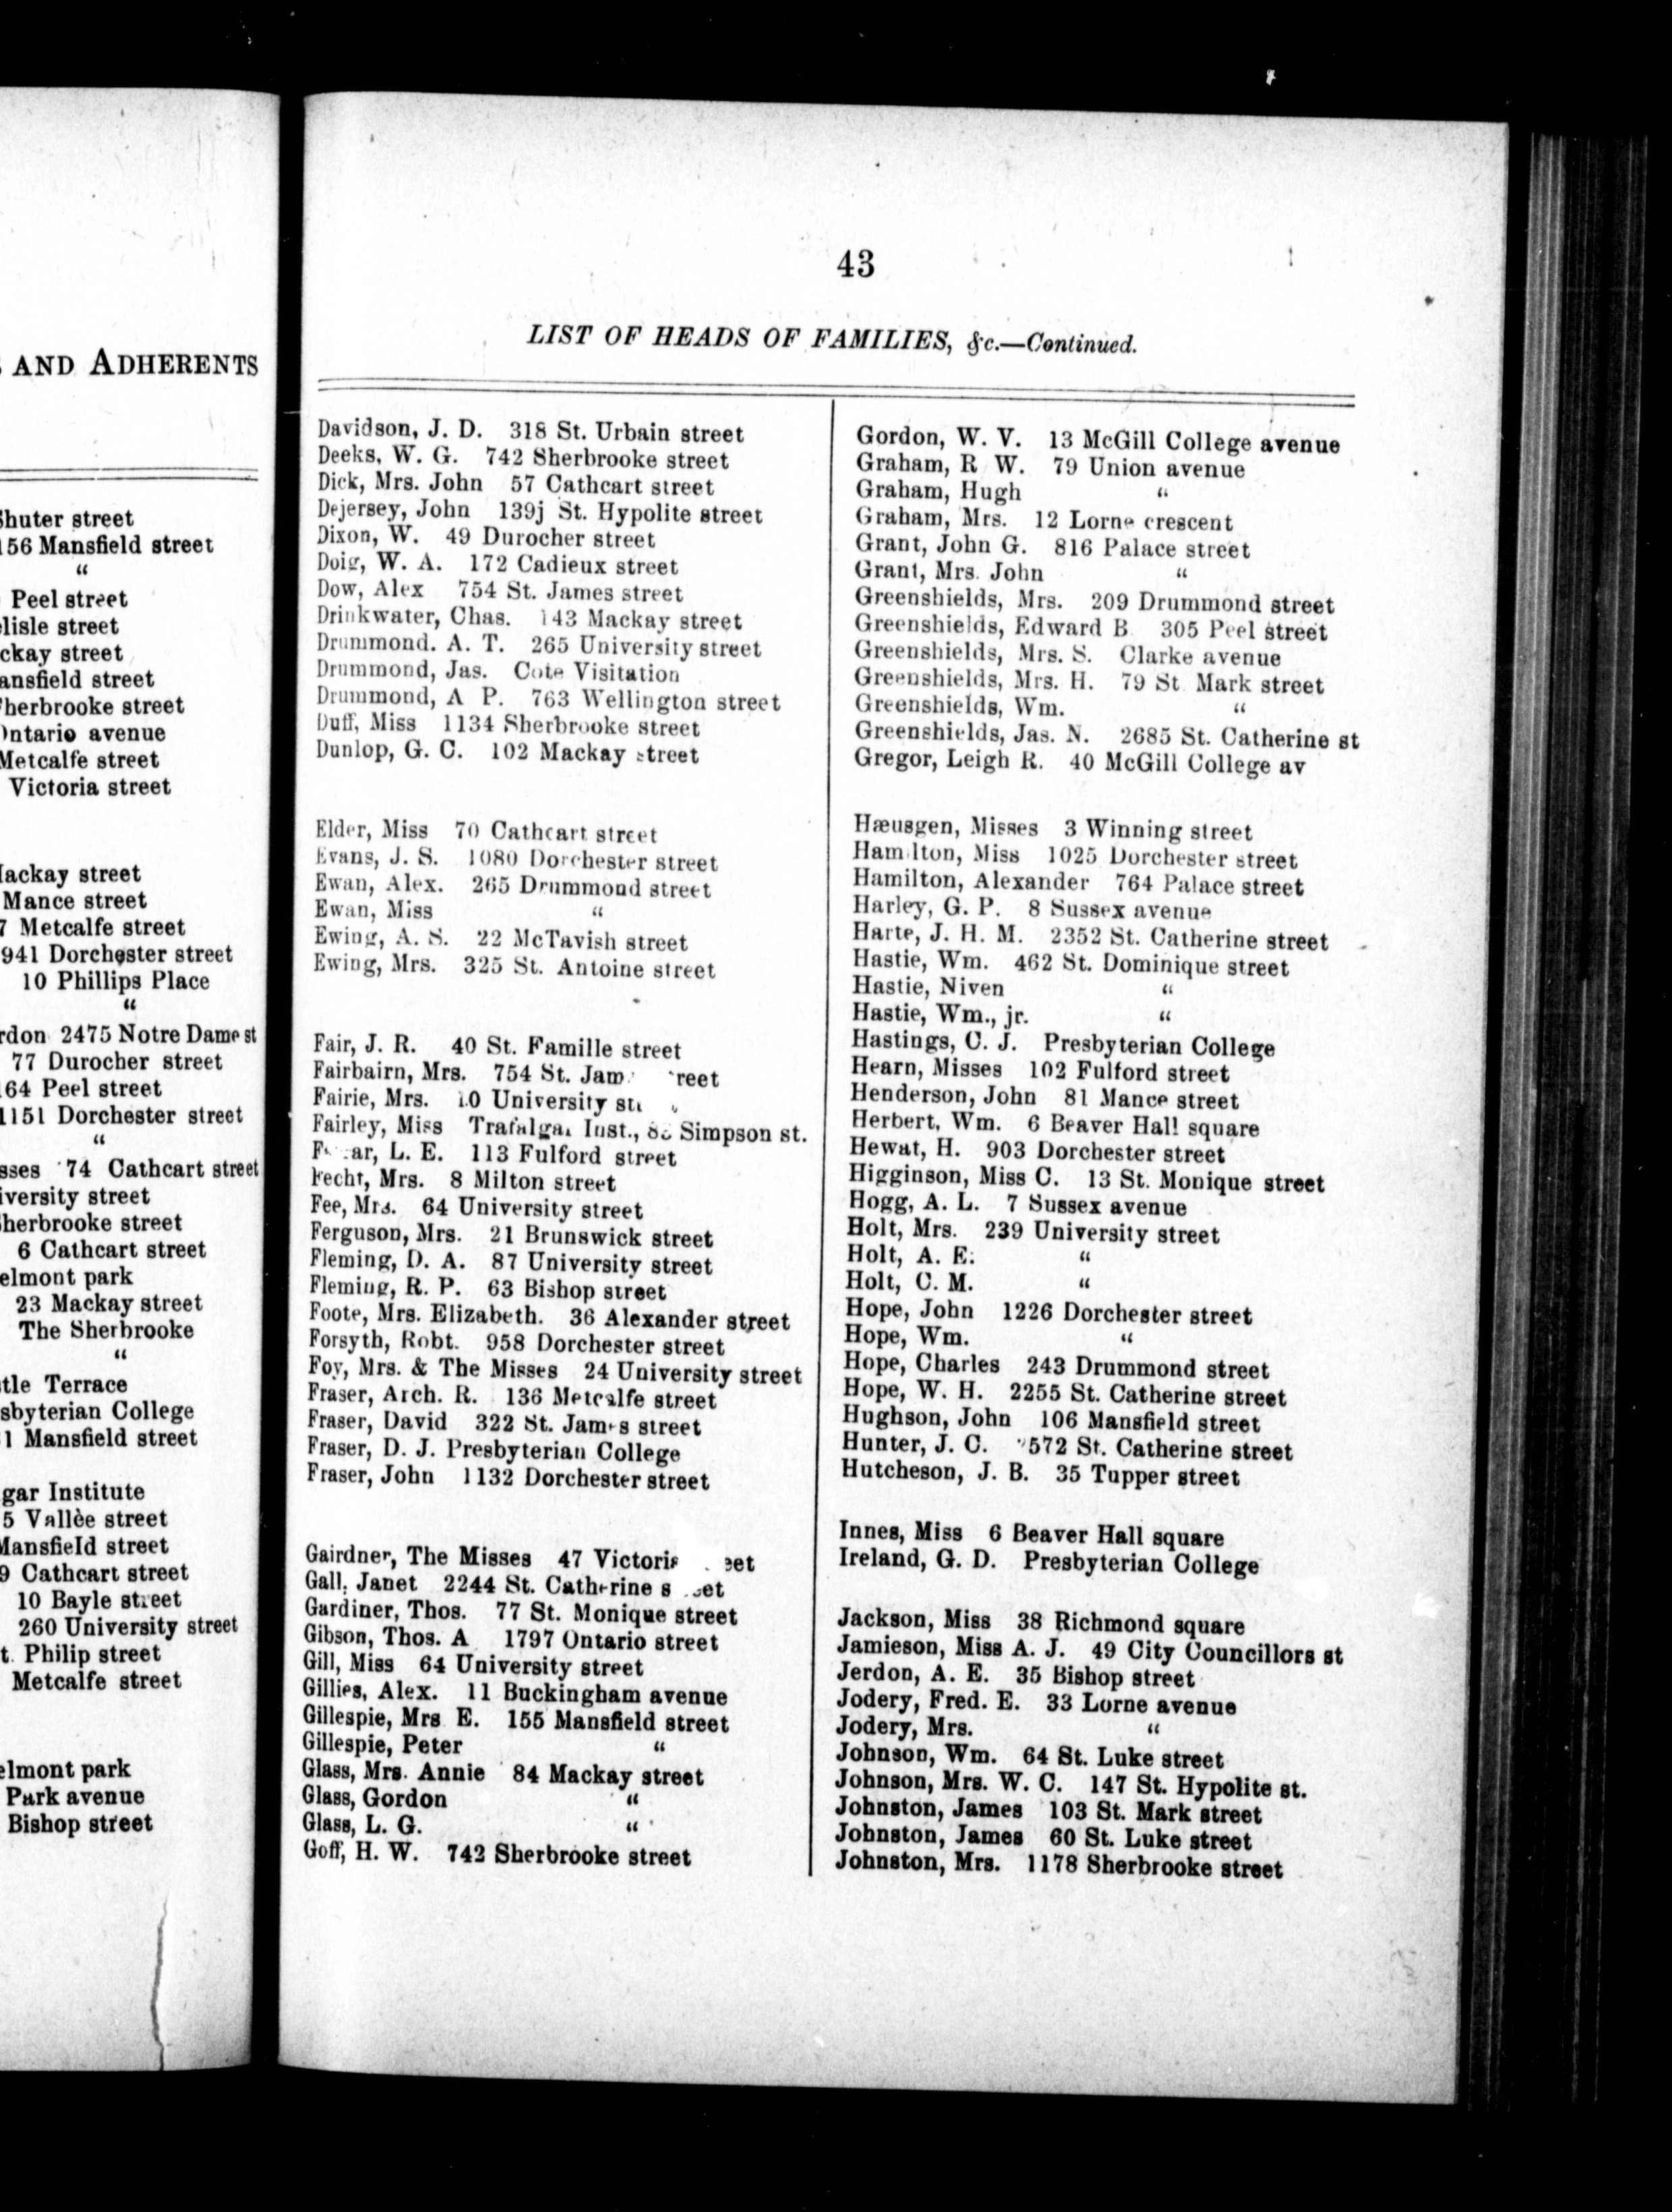 AND ADHERENTS
Shuter street
156 Mansfield street
"
Peel street
lisle street
ckay street
ansfield street
herbrooke street
Ontario avenue
Metcalfe street
Victoria street
Mackay street
Mance street
7 Metcalfe street
941 Dorchester street
10 Phillips Place
"
rdon 2475 Notre Dame st
77 Durocher street
164 Peel street
1151 Dorchester street
"
sses 74 Cathcart street
iversity street
herbrooke street
6 Cathcart street
elmont park
23 Mackay street
The Sherbrooke
"
tle Terrace
sbyterian College
1 Mansfield street
gar Institute
5 Vallèe street
Mansfield street
9 Cathcart street
10 Bayle street
260 University street
t. Philip street
Metcalfe street
elmont park
Park avenue
Bishop street
43
LIST OF HEADS OF FAMILIES, &c.—Continued.
Davidson, J. D. 318 St. Urbain street
Deeks, W. G. 742 Sherbrooke street
Dick, Mrs. John 57 Cathcart street
Dejersey, John 139j St. Hypolite street
Dixon, W. 49 Durocher street
Doig, W. A. 172 Cadieux street
Dow, Alex 754 St. James street
Drinkwater, Chas. 143 Mackay street
Drummond. A. T. 265 University street
Drummond, Jas. Cote Visitation
Drummond, A P. 763 Wellington street
Duff, Miss 1134 Sherbrooke street
Dunlop, G. C. 102 Mackay street
Elder, Miss 70 Cathcart street
Evans, J. S. 1080 Dorchester street
Ewan, Alex. 265 Drummond street
Ewan, Miss "
Ewing, A. S. 22 McTavish street
Ewing, Mrs. 325 St. Antoine street
Fair, J. R. 40 St. Famille street
Fairbairn, Mrs. 754 St. Jam reet
Fairie, Mrs. University
Fairley, Miss Trafalgar Inst., Simpson st.
ar, L. E. 113 Fulford street
Fecht, Mrs. 8 Milton street
Fee, Mrs. 64 University street
Ferguson, Mrs. 21 Brunswick street
Fleming, D. A. 87 University street
Fleming, R. P. 63 Bishop street
Foote, Mrs. Elizabeth. 36 Alexander street
Forsyth, Robt. 958 Dorchester street
Foy, Mrs. & The Misses 24 University street
Fraser, Arch. R. 136 Metcalfe street
Fraser, David 322 St. James street
Fraser, D. J. Presbyterian College
Fraser, John 1132 Dorchester street
Gairdner, The Misses 47 Victoria eet
Gall, Janet 2244 St. Catherine s et
Gardiner, Thos. 77 St. Monique street
Gibson, Thos. A 1797 Ontario street
Gill, Miss 64 University street
Gillies, Alex. 11 Buckingham avenue
Gillespie, Mrs E. 155 Mansfield street
Gillespie, Peter "
Glass, Mrs. Annie 84 Mackay street
Glass, Gordon "
Glass, L. G. "
Goff, H. W. 742 Sherbrooke street
Gordon, W. V. 13 McGill College avenue
Graham, R W. 79 Union avenue
Graham, Hugh "
Graham, Mrs. 12 Lorne crescent
Grant, John G. 816 Palace street
Grant, Mrs. John "
Greenshields, Mrs. 209 Drummond street
Greenshields, Edward B 305 Peel street
Greenshields, Mrs. S. Clarke avenue
Greenshields, Mrs. H. 79 St Mark street
Greenshields, Wm. "
Greenshields, Jas. N. 2685 St. Catherine st
Gregor, Leigh R. 40 McGill College av
Hæusgen, Misses 3 Winning street
Hamilton, Miss 1025 Dorchester street
Hamilton, Alexander 764 Palace street
Harley, G. P. 8 Sussex avenue
Harte, J. H. M. 2352 St. Catherine street
Hastie, Wm. 462 St. Dominique street
Hastie, Niven "
Hastie, Wm., jr. "
Hastings, C. J. Presbyterian College
Hearn, Misses 102 Fulford street
Henderson, John 81 Mance street
Herbert, Wm. 6 Beaver Hall square
Hewat, H. 903 Dorchester street
Higginson, Miss C. 13 St. Monique street
Hogg, A. L. 7 Sussex avenue
Holt, Mrs. 239 University street
Holt, A. E. "
Holt, C. M. "
Hope, John 1226 Dorchester street
Hope, Wm. "
Hope, Charles 243 Drummond street
Hope, W. H. 2255 St. Catherine street
Hughson, John 106 Mansfield street
Hunter, J. C. 572 St. Catherine street
Hutcheson, J. B. 35 Tupper street
Innes, Miss 6 Beaver Hall square
Ireland, G. D. Presbyterian College
Jackson, Miss 38 Richmond square
Jamieson, Miss A. J. 49 City Councillors st
Jerdon, A. E. 35 Bishop street
Jodery, Fred. E. 33 Lorne avenue
Jodery, Mrs. "
Johnson, Wm. 64 St. Luke street
Johnson, Mrs. W. C. 147 St. Hypolite st.
Johnston, James 103 St. Mark street
Johnston, James 60 St. Luke street
Johnston, Mrs. 1178 Sherbrooke street